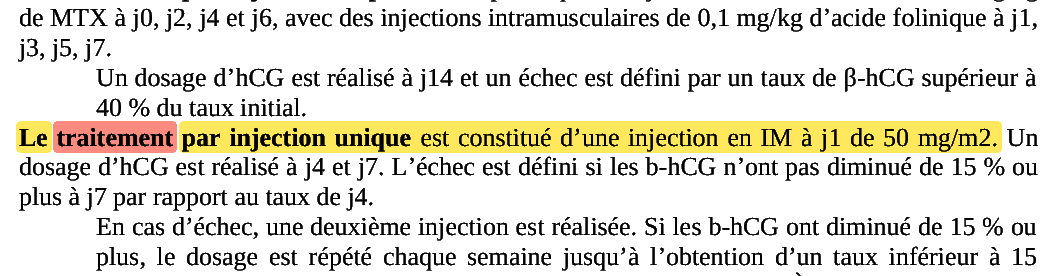 de MTX à j0, j2, j4 et j6, avec des injections intramusculaires de 0,1 mg/kg d’acide folinique à j1,
j3, j5, j7.
Un dosage d’hCG est réalisé à j14 et un échec est défini par un taux de β-hCG supérieur à
40 % du taux initial.
Le traitement par injection unique est constitué d’une injection en IM à j1 de 50 mg/m2. Un
dosage d’hCG est réalisé à j4 et j7. L’échec est défini si les b-hCG n’ont pas diminué de 15 % ou
plus à j7 par rapport au taux de j4.
En cas d’échec, une deuxième injection est réalisée. Si les b-hCG ont diminué de 15 % ou
plus, le dosage est répété chaque semaine jusqu’à l’obtention d’un taux inférieur à 15